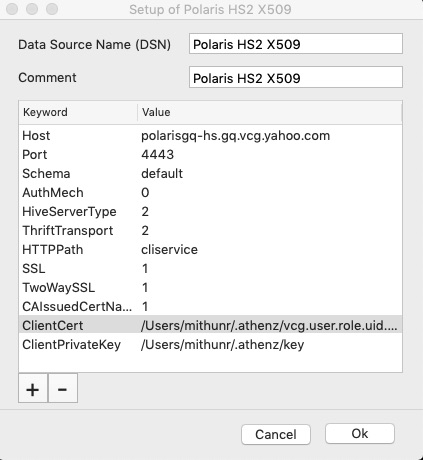 Setup of Polaris HS2 X509
Data Source Name (DSN) Polaris HS2 X509
Comment Polaris HS2 X509
Keyword Value
Host polarisgq-hs.gq.vcg.yahoo.com
Port 4443
Schema default
AuthMech 0
HiveServerType 2
ThriftTransport 2
HTTPPath cliservice
SSL 1
TwoWaySSL 1
CAIssuedCertNa... 1
ClientCert /Users/mithunr/.athenz/vcg.user.role.uid....
ClientPrivateKey /Users/mithunr/.athenz/key
+ -
Cancel Ok